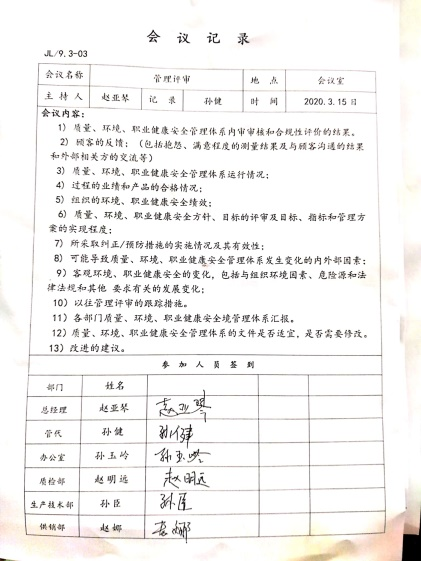 会 议 记 录
JL/9.3-03
会议名称 管理评审 地 点 会议室
主 持 人 赵亚琴 记 录 孙健 时 间 2020.3.15日
会议内容:
1) 质量、环境、职业健康安全管理体系内审审核和合规性评价的结果。
2) 顾客的反馈;(包括抱怨、满意程度的测量结果及与顾客沟通的结果
和外部相关方的交流等)
3) 质量、环境、职业健康安全管理体系运行情况;
4) 过程的业绩和产品的合格情况;
5) 组织的环境、职业健康安全绩效;
6) 质量、环境、职业健康安全方针、目标的评审及目标、指标和管理方
案的实现程度;
7) 所采取纠正/预防措施的实施情况及其有效性;
8) 可能导致质量、环境、职业健康安全管理体系发生变化的内外部因素;
9) 客观环境、职业健康安全的变化,包括与组织环境因素、危险源和法
律法规和其他 要求有关的发展变化;
10) 以往管理评审的跟踪措施。
11) 各部门质量、环境、职业健康安全境管理体系汇报。
12) 质量、环境、职业健康安全管理体系的文件是否适宜,是否需要修改。
13) 改进的建议。
参 加 人 员 签 到
部门 姓名
总经理 赵亚琴 赵亚琴
管代 孙健 孙健
办公室 孙玉岭 孙玉岭
质检部 赵明远 赵明远
生产技术部 孙臣 孙臣
供销部 赵娜 赵娜